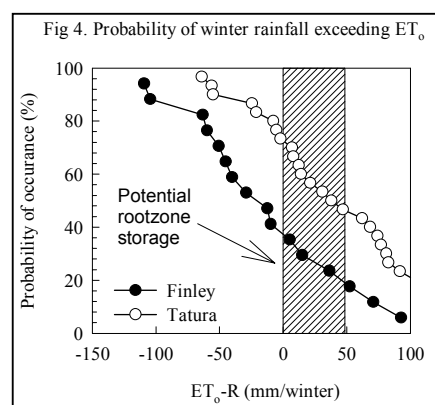 Fig 4. Probability of winter rainfall exceeding ETo
100
80
60
40
20
0
Probability of occurance (%)
Potential
rootzone
storage
Finley
Tatura
-150 -100 -50 0 50 100
ETo-R (mm/winter)